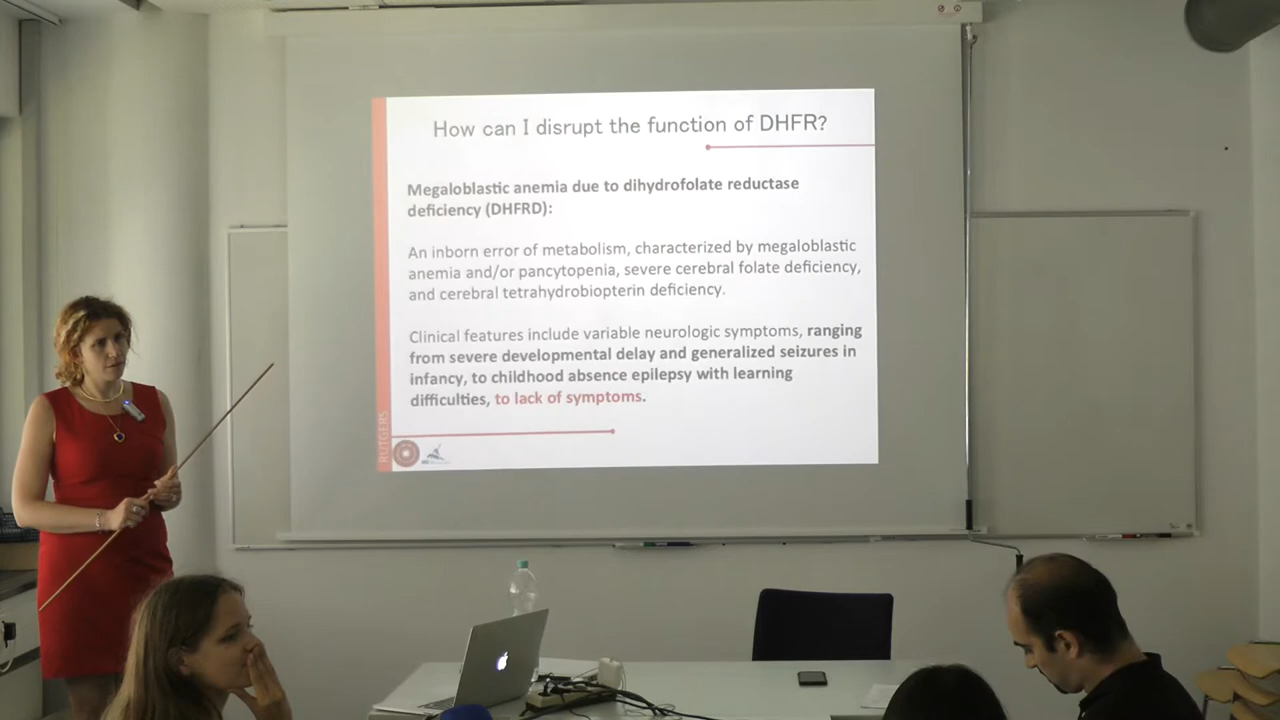 How can I disrupt the function of DHFR?
Megaloblastic anemia due to dihydrofolate reductase
deficiency (DHFRD):
An inborn error of metabolism, characterized by megaloblastic
anemia and/or pancytopenia, severe cerebral folate deficiency,
and cerebral tetrahydrobiopterin deficiency.
Clinical features include variable neurologic symptoms, ranging
from severe developmental delay and generalized seizures in
infancy, to childhood absence epilepsy with learning
difficulties, to lack of symptoms.
RUTGERS